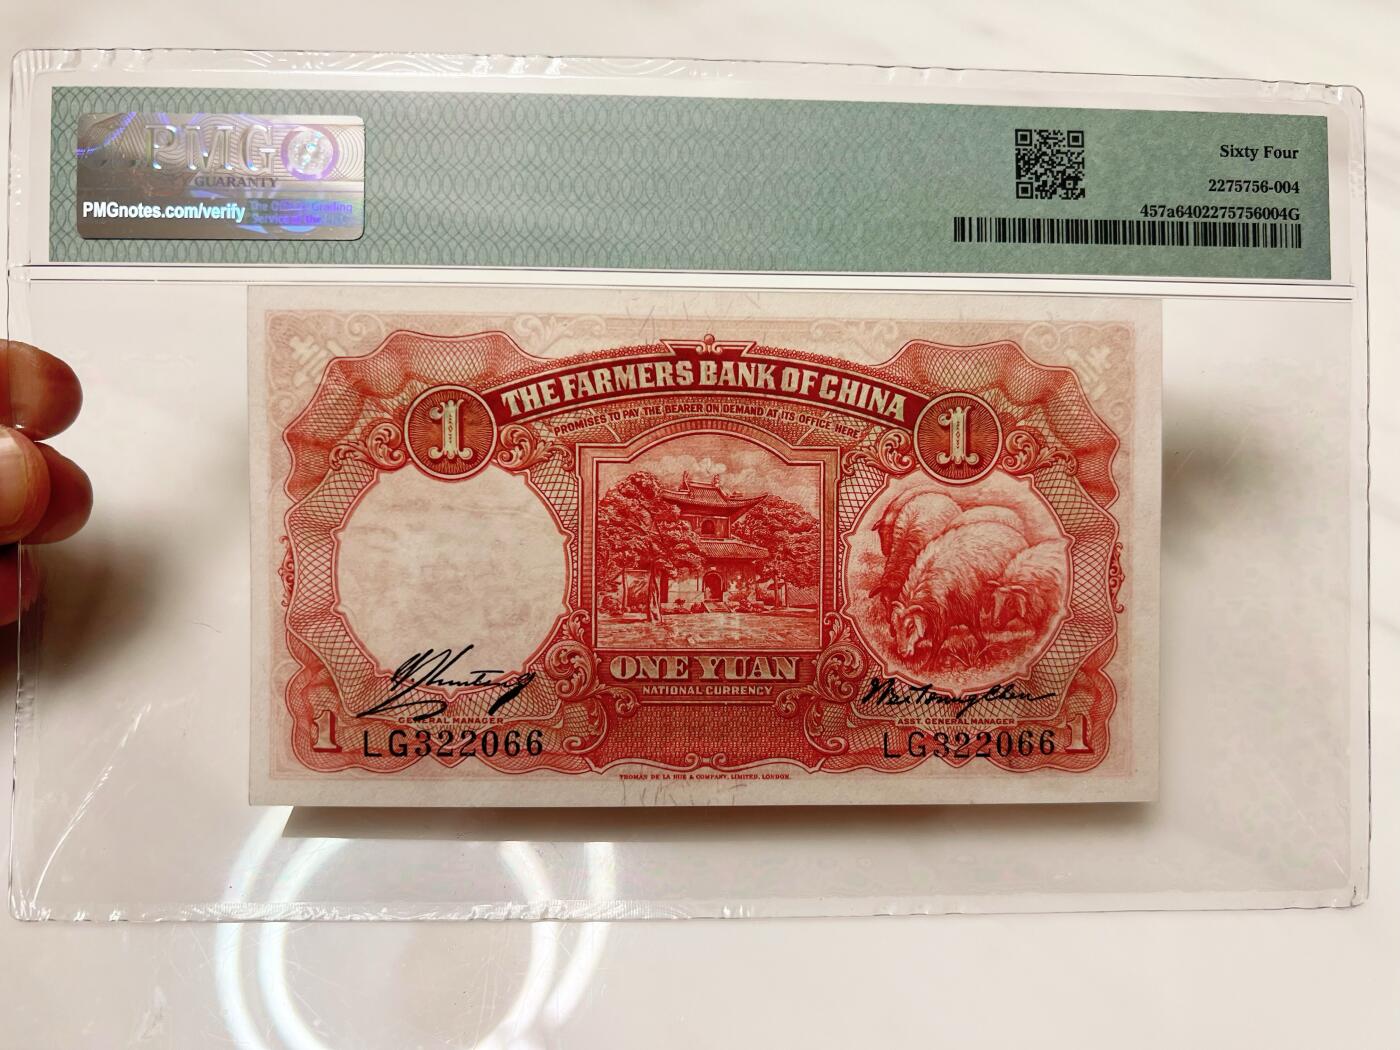 PMG
GUARANTY
PMGnotes.com/verify
Sixty Four
2275756-004
457a6402275756004G
THE FARMERS BANK OF CHINA
PROMISES TO PAY THE BEARER ON DEMAND AT ITS OFFICE HERE
1 1
ONE YUAN
NATIONAL CURRENCY
GENERAL MANAGER ASST. GENERAL MANAGER
1 LG322066 LG322066 1
THOMAS DE LA RUE & COMPANY, LIMITED, LONDON.